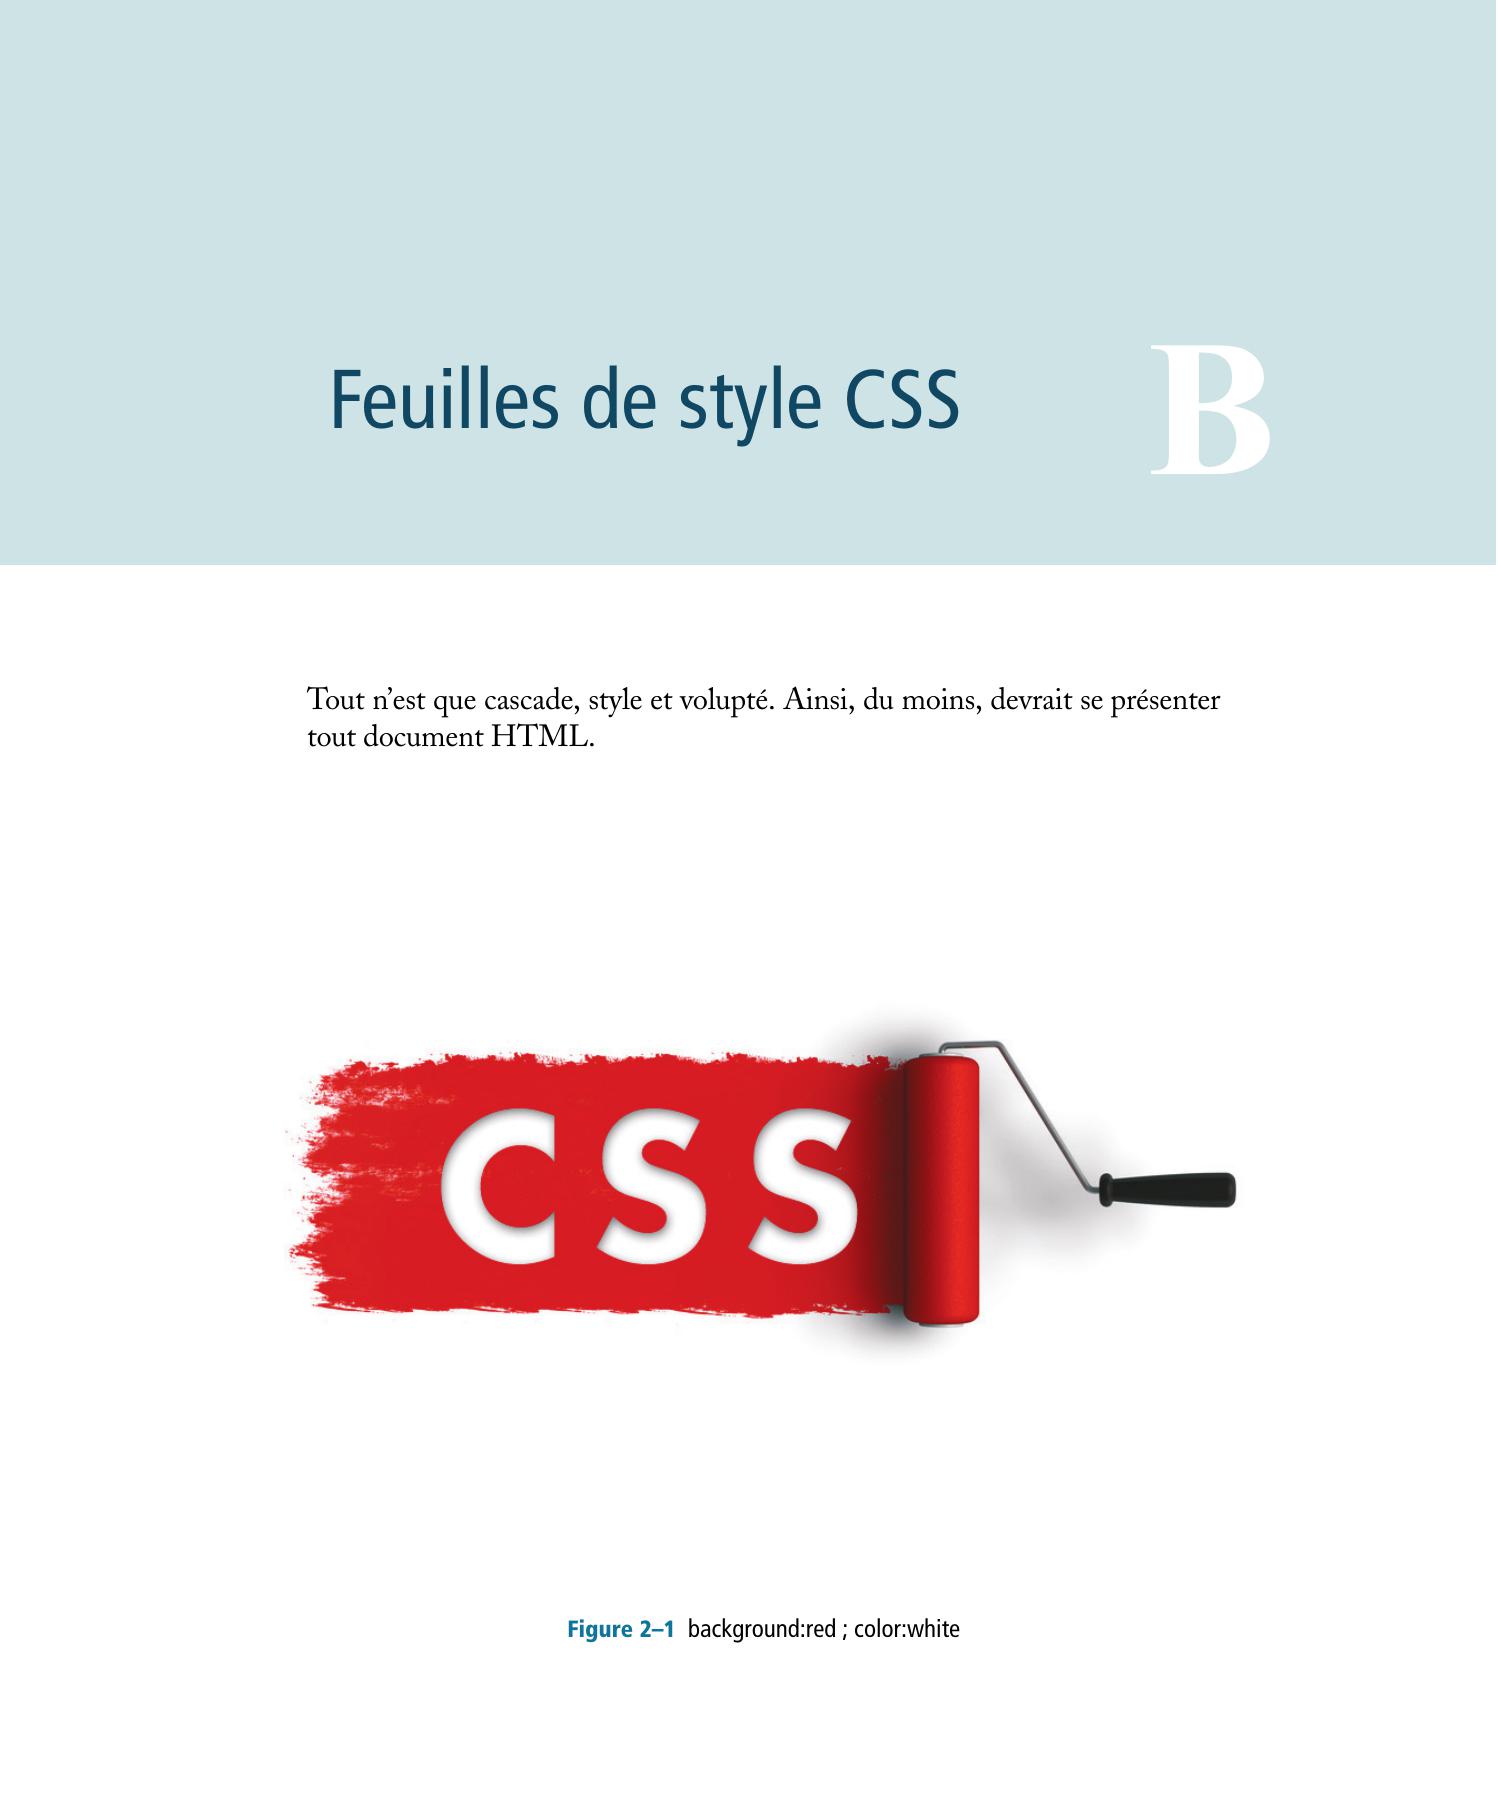 Feuilles de style CSS
B
Tout n’est que cascade, style et volupté. Ainsi, du moins, devrait se présenter
tout document HTML.
CSS
Figure 2–1 background:red ; color:white